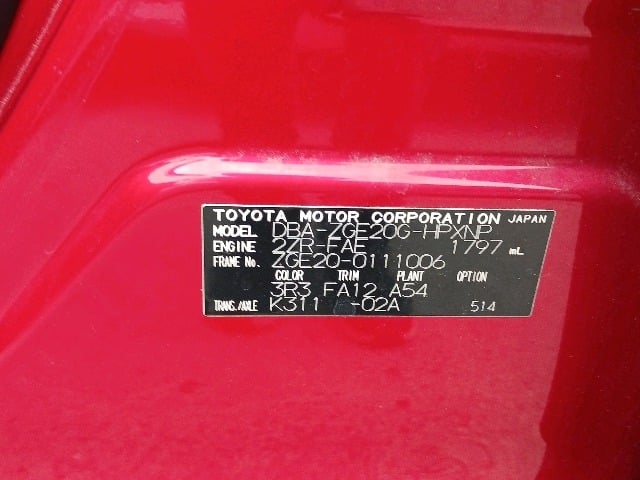 TOYOTA MOTOR CORPORATION JAPAN
MODEL DBA-ZGE20G-HPXNP
ENGINE 2ZR-FAE 1797 mL
FRAME No. ZGE20-0111006
COLOR TRIM PLANT OPTION
3R3 FA12 A54
TRANS./AXLE K311 -02A 514